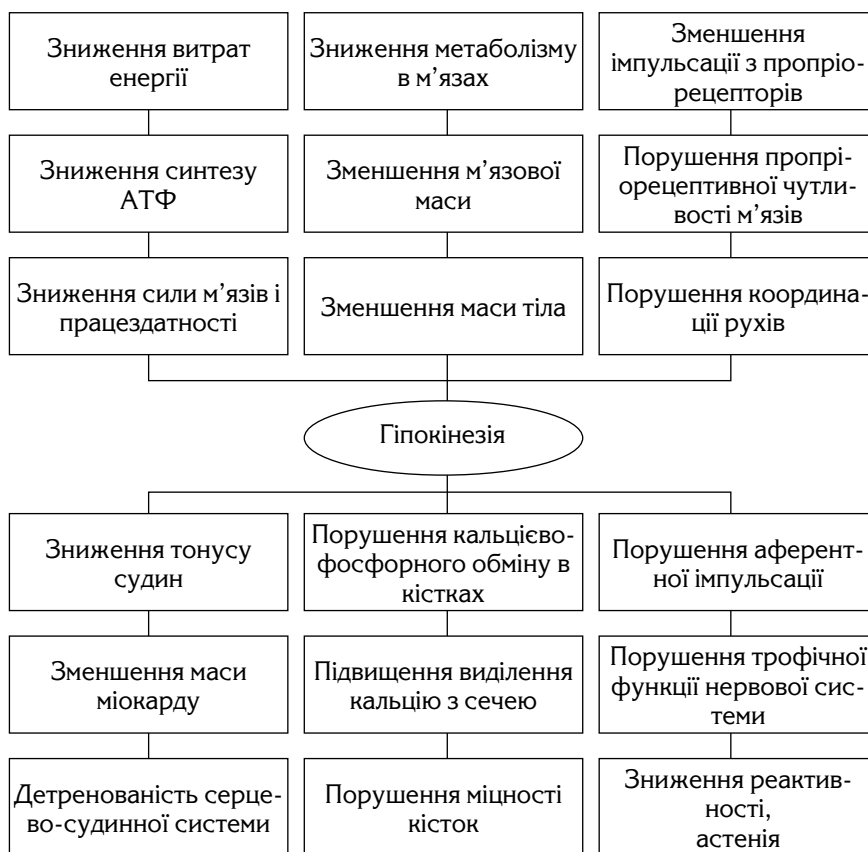 Зниження витрат
енергії
Зниження метаболізму
в м’язах
Зменшення
імпульсації з пропріо-
рецепторів
Зниження синтезу
АТФ
Зменшення м’язової
маси
Порушення пропрі-
орецептивної чутли-
вості м’язів
Зниження сили м’язів і
працездатності
Зменшення маси тіла
Порушення координа-
ції рухів
Гіпокінезія
Зниження тонусу
судин
Порушення кальцієво-
фосфорного обміну в
кістках
Порушення аферент-
ної імпульсації
Зменшення маси
міокарду
Підвищення виділення
кальцію з сечею
Порушення трофічної
функції нервової сис-
теми
Детренованість серце-
во-судинної системи
Порушення міцності
кісток
Зниження реактив-
ності,
астенія